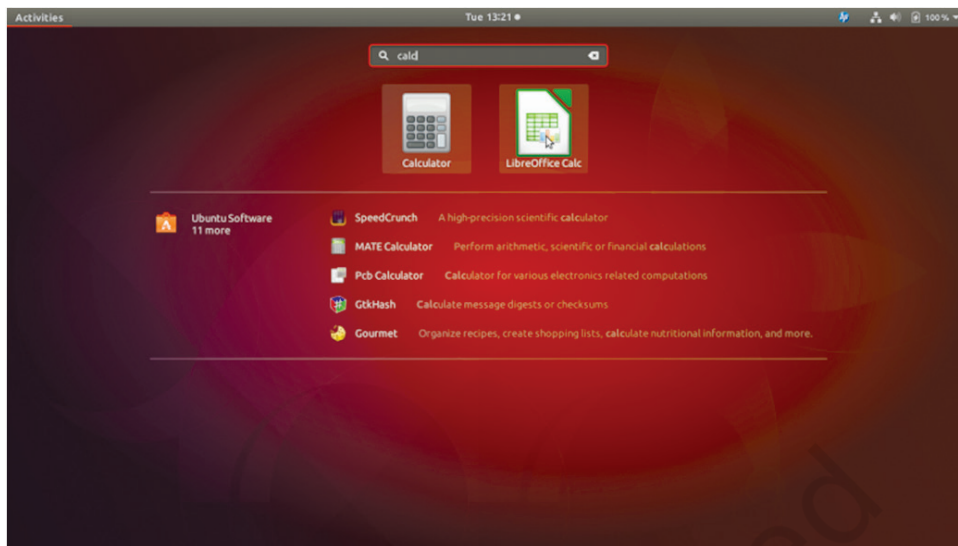 Activities
Tue 13:21
100 %
calc
Calculator
LibreOffice Calc
Ubuntu Software
11 more
SpeedCrunch A high-precision scientific calculator
MATE Calculator Perform arithmetic, scientific or financial calculations
Pcb Calculator Calculator for various electronics related computations
GtkHash Calculate message digests or checksums
Gourmet Organize recipes, create shopping lists, calculate nutritional information, and more.